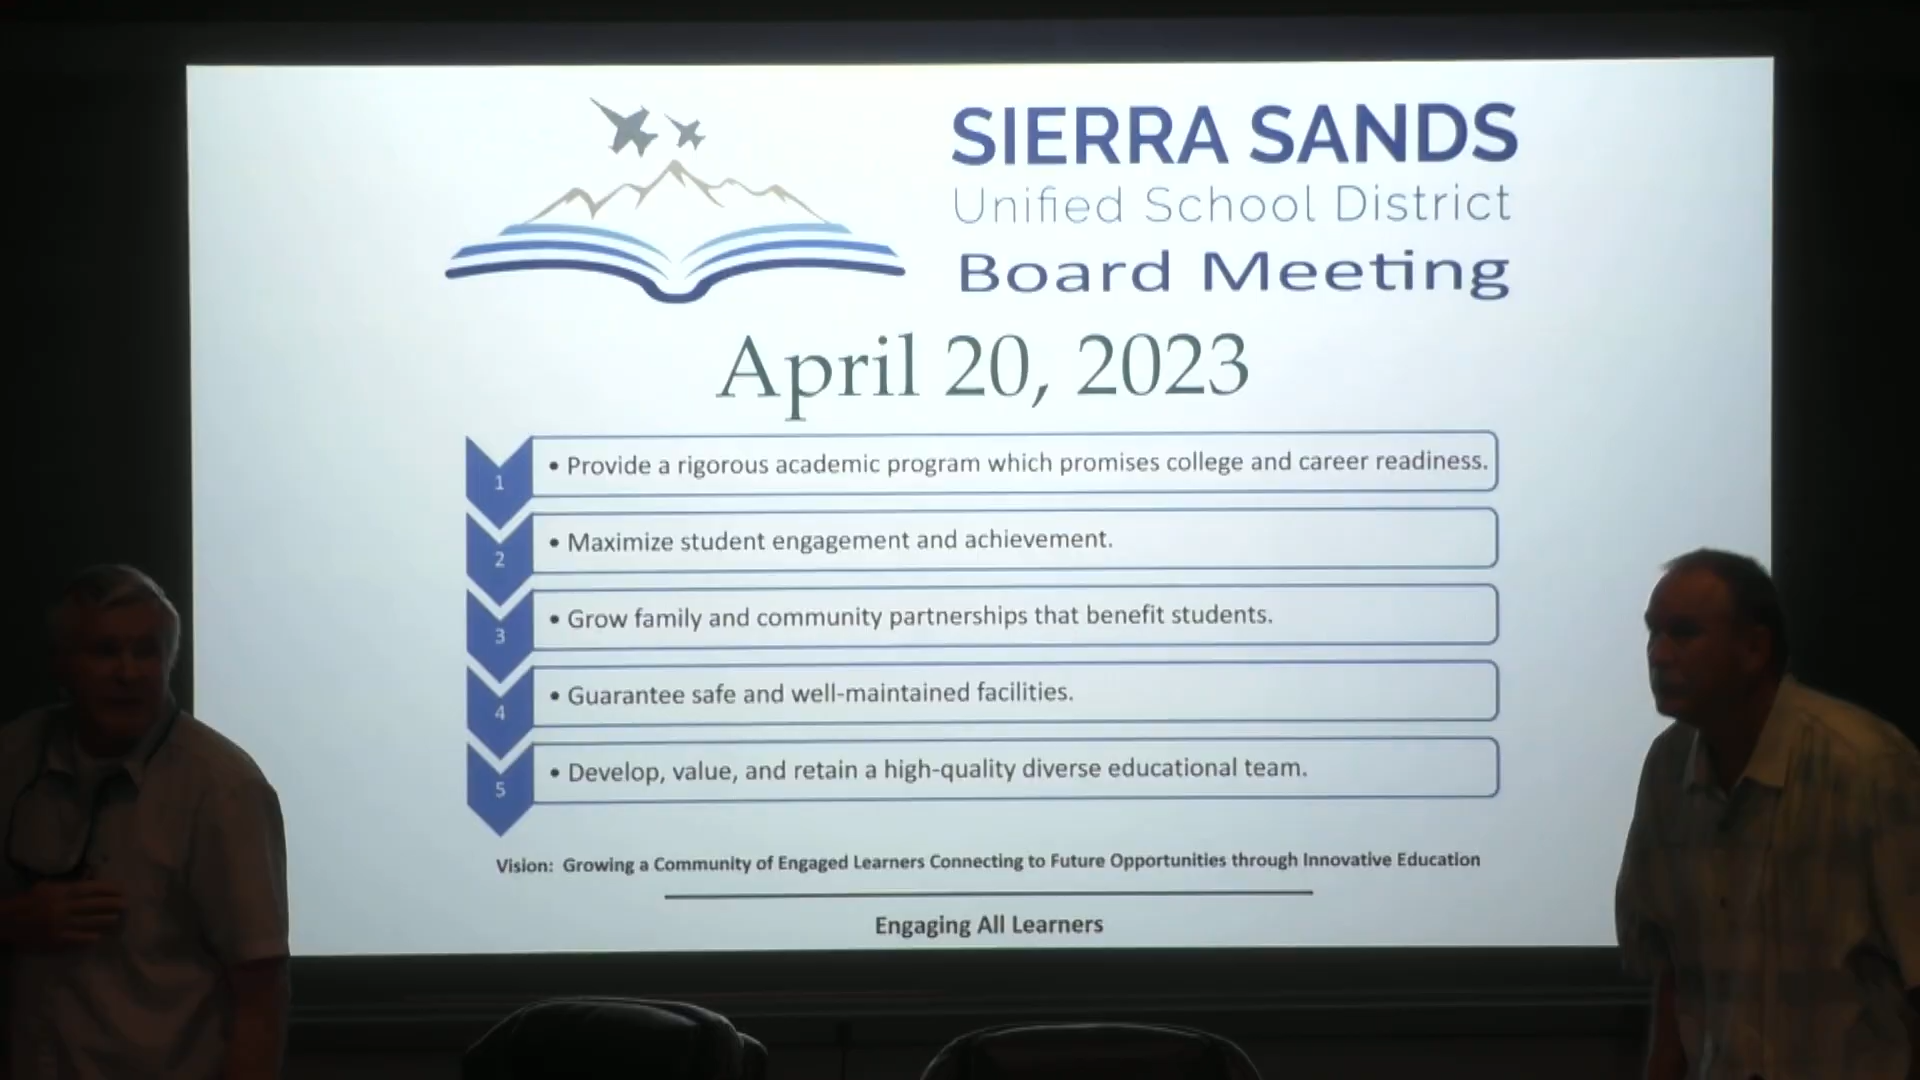 SIERRA SANDS
Unified School District
Board Meeting
April 20, 2023
1
• Provide a rigorous academic program which promises college and career readiness.
2
• Maximize student engagement and achievement.
3
• Grow family and community partnerships that benefit students.
4
• Guarantee safe and well-maintained facilities.
5
• Develop, value, and retain a high-quality diverse educational team.
Vision: Growing a Community of Engaged Learners Connecting to Future Opportunities through Innovative Education
Engaging All Learners